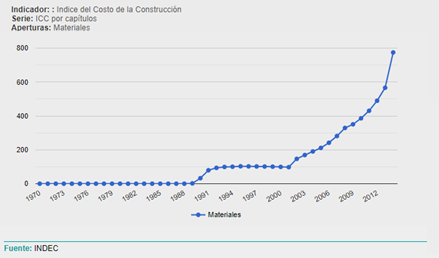 Indicador: : Indice del Costo de la Construcción
Serie: ICC por capítulos
Aperturas: Materiales
800
600
400
200
0
1970 1973 1976 1979 1982 1985 1988 1991 1994 1997 2000 2003 2006 2009 2012
Materiales
Fuente: INDEC